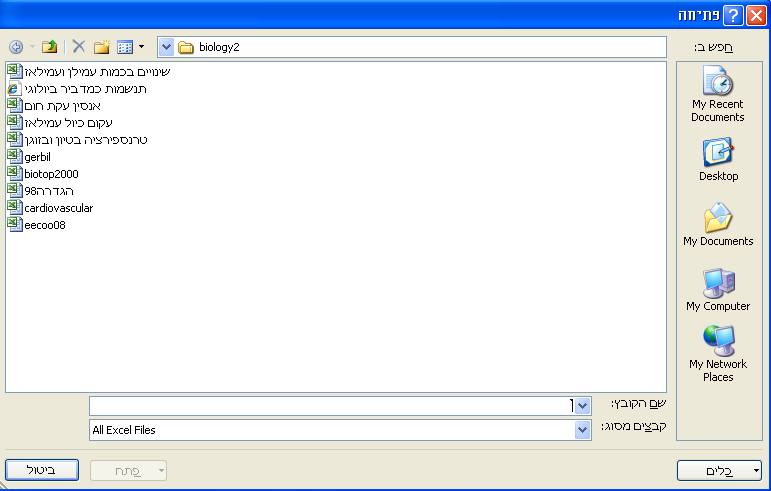 פתיחה
חפש ב:
biology2
שינויים בכמות עמילן ועמילאז
תנשמות כמדביר ביולוגי
אנסין עקת חום
עקום כיול עמילאז
טרנספירציה בטיון ובזוגן
gerbil
biotop2000
הגדרה98
cardiovascular
eecoo08
My Recent
Documents
Desktop
My Documents
My Computer
My Network
Places
שם הקובץ:
קבצים מסוג:
All Excel Files
כלים
פתח
ביטול